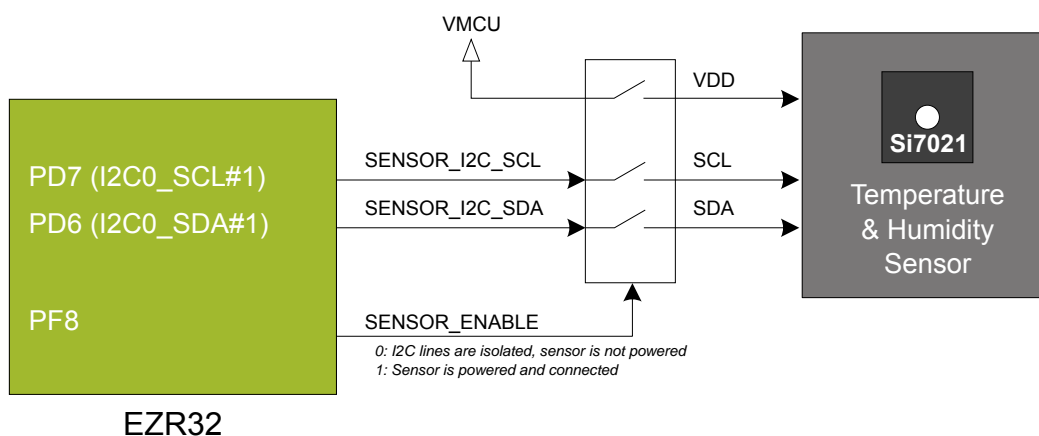 VMCU
VDD
Si7021
SENSOR_I2C_SCL
SCL
PD7 (I2C0_SCL#1)
SENSOR_I2C_SDA
SDA
PD6 (I2C0_SDA#1)
Temperature
& Humidity
Sensor
PF8
SENSOR_ENABLE
0: I2C lines are isolated, sensor is not powered
1: Sensor is powered and connected
EZR32